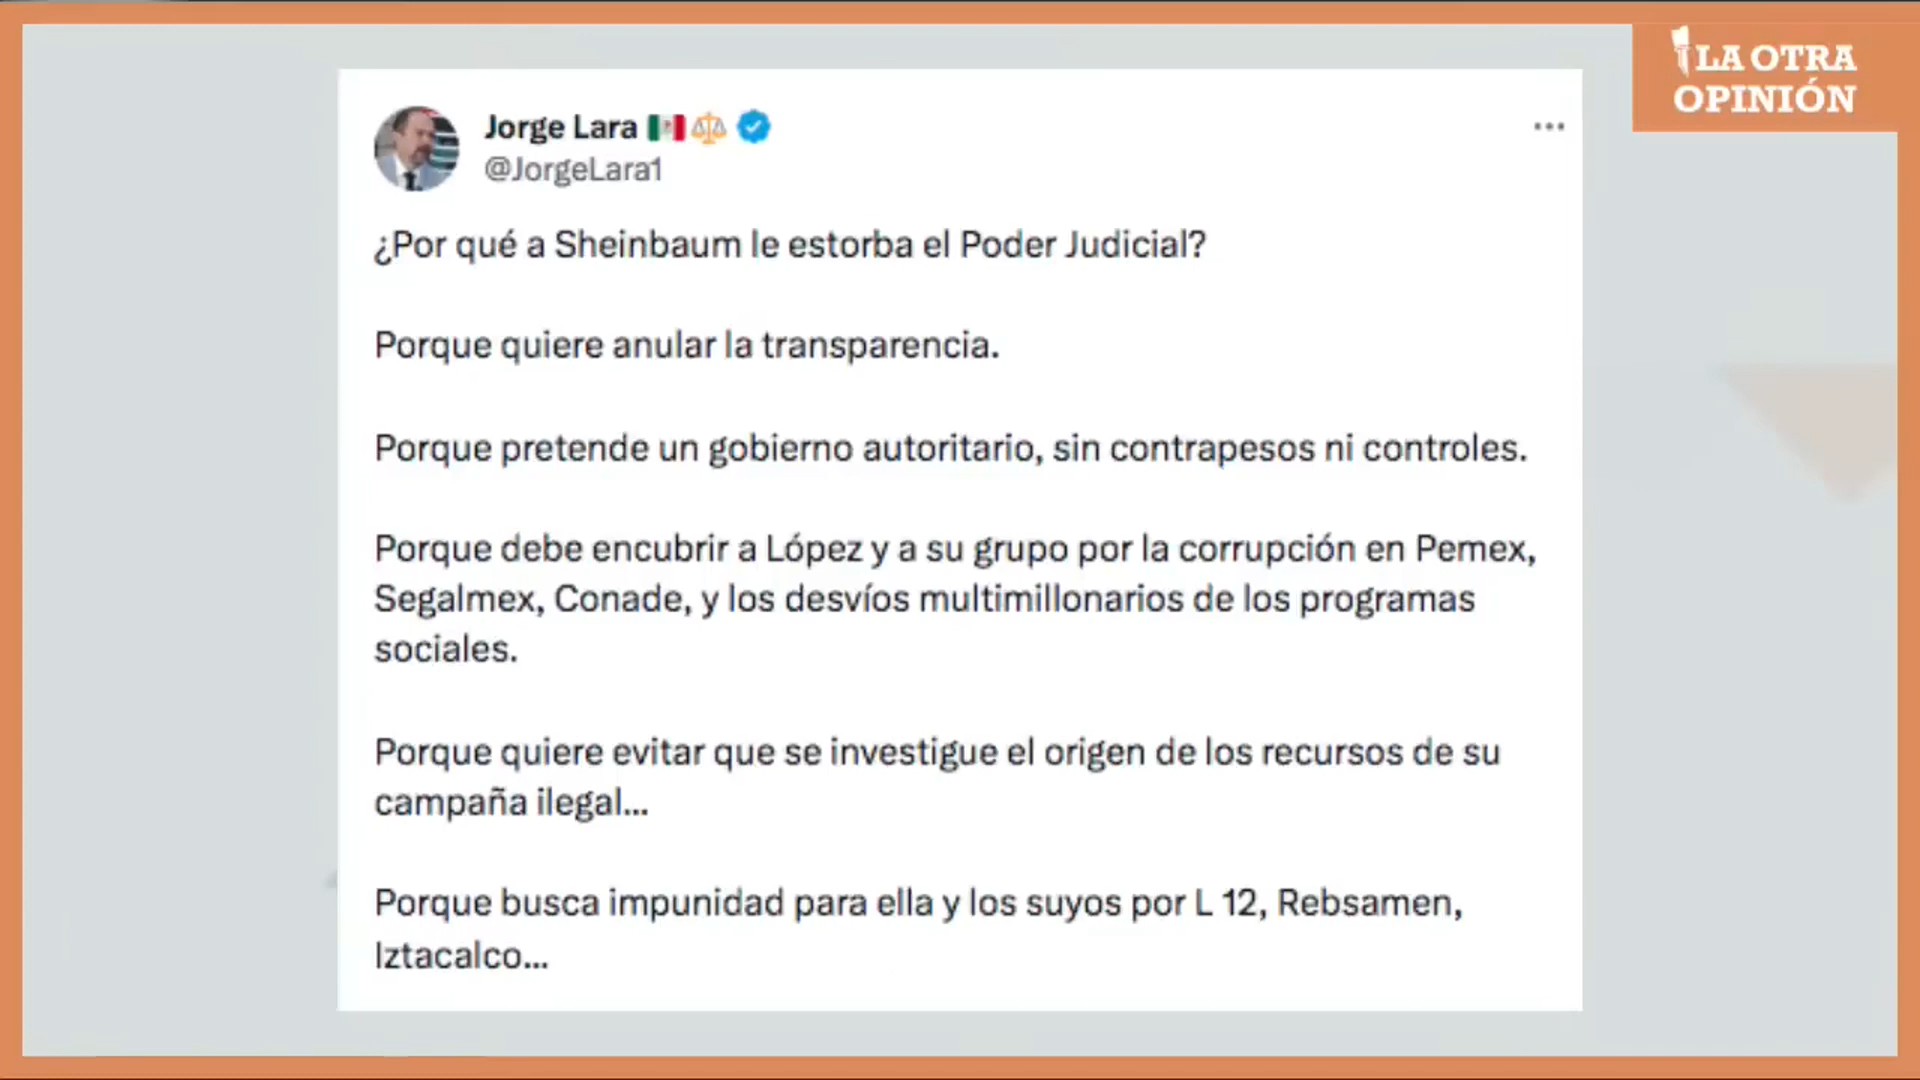 LA OTRA
OPINIÓN
Jorge Lara
@JorgeLara1
¿Por qué a Sheinbaum le estorba el Poder Judicial?
Porque quiere anular la transparencia.
Porque pretende un gobierno autoritario, sin contrapesos ni controles.
Porque debe encubrir a López y a su grupo por la corrupción en Pemex,
Segalmex, Conade, y los desvíos multimillonarios de los programas
sociales.
Porque quiere evitar que se investigue el origen de los recursos de su
campaña ilegal...
Porque busca impunidad para ella y los suyos por L 12, Rebsamen,
Iztacalco...